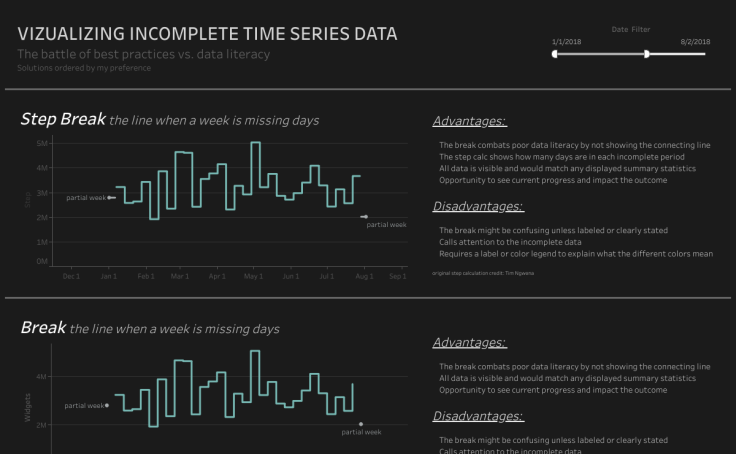 VIZUALIZING INCOMPLETE TIME SERIES DATA
The battle of best practices vs. data literacy
Solutions ordered by my preference
Date Filter
1/1/2018 8/2/2018
Step Break the line when a week is missing days
5M
4M
3M
2M
1M
0M
Step
partial week
partial week
Dec 1 Jan 1 Feb 1 Mar 1 Apr 1 May 1 Jun 1 Jul 1 Aug 1 Sep 1
Advantages:
The break combats poor data literacy by not showing the connecting line
The step calc shows how many days are in each incomplete period
All data is visible and would match any displayed summary statistics
Opportunity to see current progress and impact the outcome
Disadvantages:
The break might be confusing unless labeled or clearly stated
Calls attention to the incomplete data
Requires a label or color legend to explain what the different colors mean
original step calculation credit: Tim Ngwena
Break the line when a week is missing days
4M
2M
Widgets
partial week
partial week
Advantages:
The break combats poor data literacy by not showing the connecting line
All data is visible and would match any displayed summary statistics
Opportunity to see current progress and impact the outcome
Disadvantages:
The break might be confusing unless labeled or clearly stated
Calls attention to the incomplete data